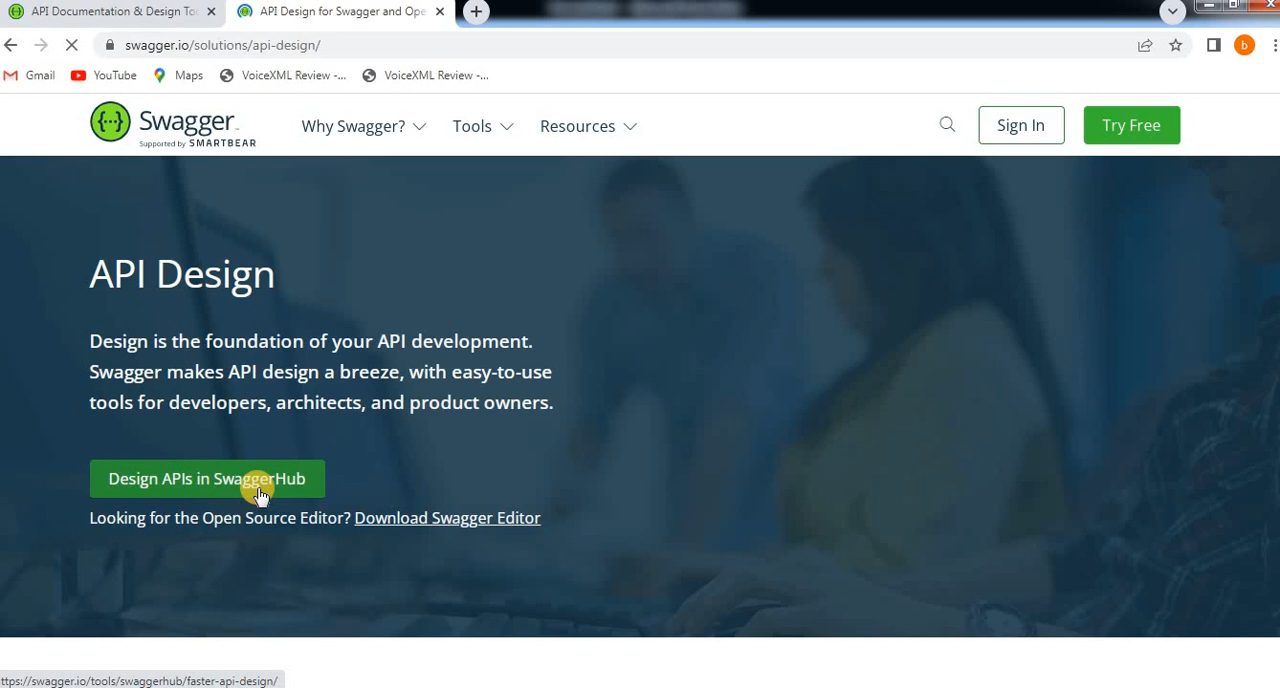 API Documentation & Design Too
API Design for Swagger and Ope
swagger.io/solutions/api-design/
b
Gmail
YouTube
Maps
VoiceXML Review -...
VoiceXML Review -...
{···}
Swagger
Supported by SMARTBEAR
Why Swagger?
Tools
Resources
Sign In
Try Free
API Design
Design is the foundation of your API development.
Swagger makes API design a breeze, with easy-to-use
tools for developers, architects, and product owners.
Design APIs in SwaggerHub
Looking for the Open Source Editor? Download Swagger Editor
ttps://swagger.io/tools/swaggerhub/faster-api-design/